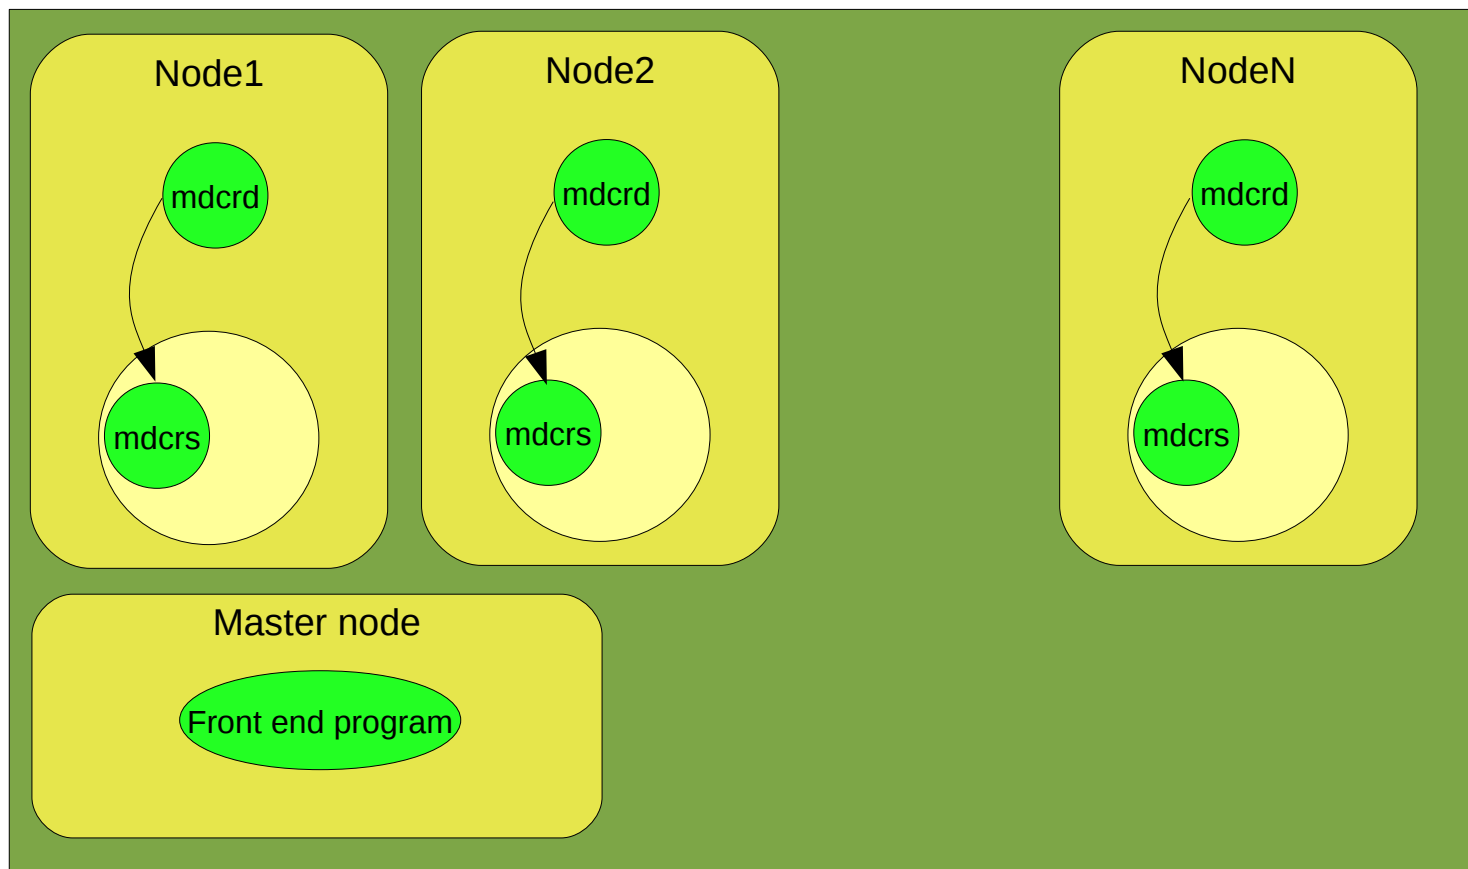 Node1
Node2
NodeN
mdcrd
mdcrd
mdcrd
mdcrs
mdcrs
mdcrs
Master node
Front end program